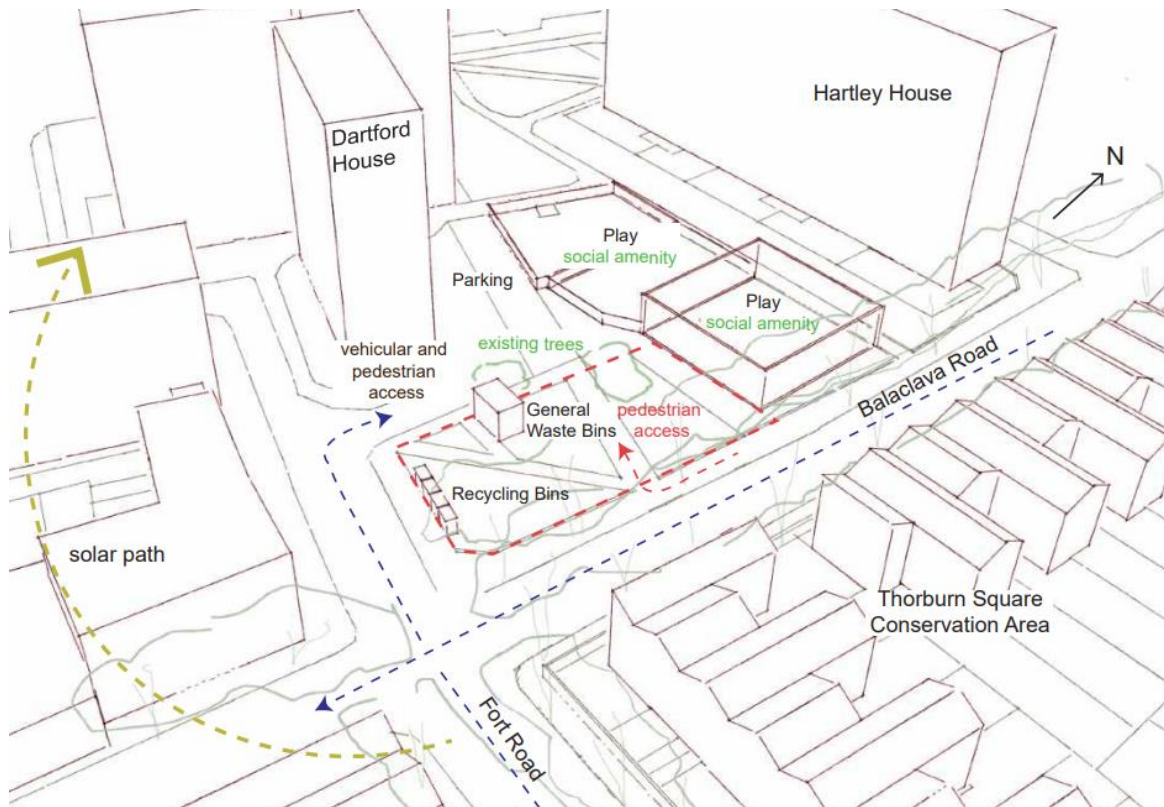 Hartley House
Dartford
House
N
Play
social amenity
Parking
Play
social amenity
existing trees
vehicular and
pedestrian
access
Balaclava Road
General
Waste Bins
pedestrian
access
Recycling Bins
solar path
Thorburn Square
Conservation Area
Fort Road